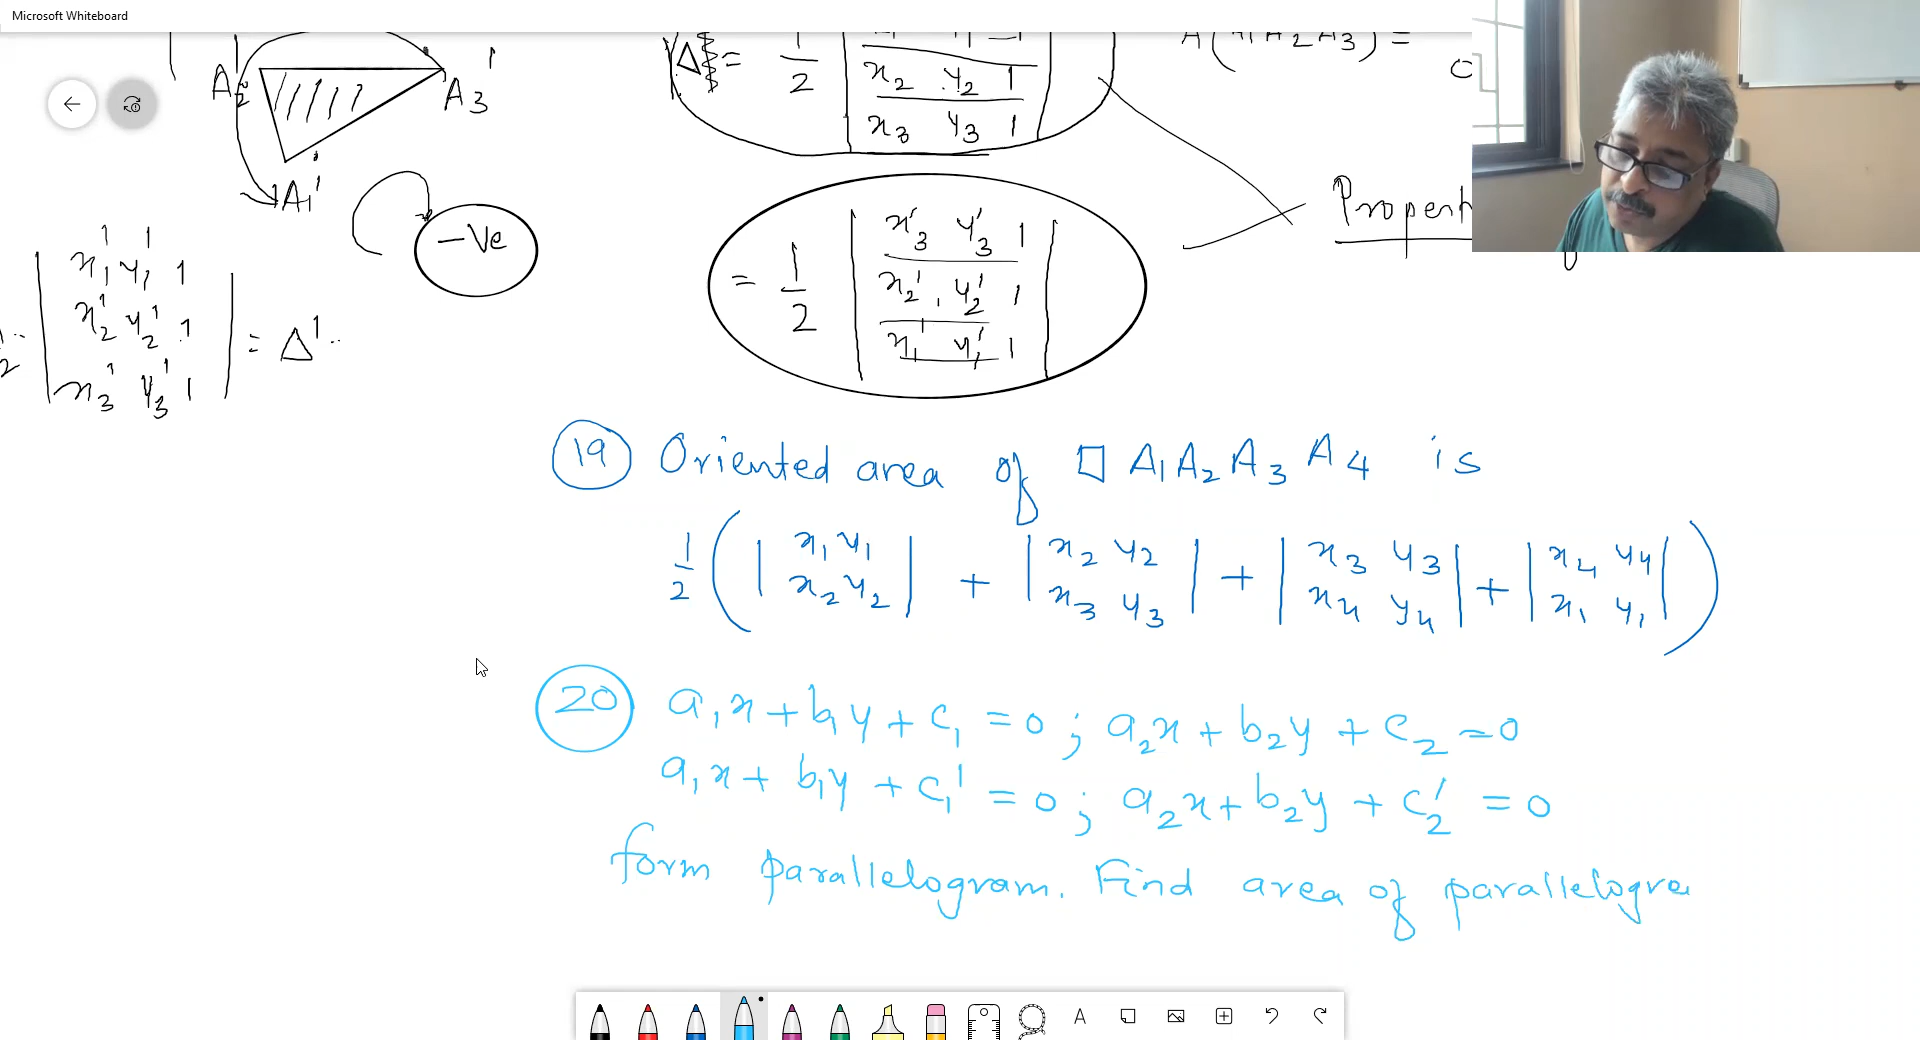 Microsoft Whiteboard
A2' A3'
A1'
-Ve
x1' y1' 1
x2' y2' 1
x3' y3' 1
= Δ'
Δ = 1/2
x2 y2 1
x3 y3 1
A(A1A2A3) =
= 1/2
x3' y3' 1
x2' y2' 1
x1' y1' 1
19 Oriented area of □ A1A2A3A4 is
1/2 ( | x1 y1 | + | x2 y2 | + | x3 y3 | + | x4 y4 | )
| x2 y2 | | x3 y3 | | x4 y4 | | x1 y1 |
20 a1x + b1y + c1 = 0 ; a2x + b2y + c2 = 0
a1x + b1y + c1' = 0 ; a2x + b2y + c2' = 0
form parallelogram. Find area of parallelogra
A